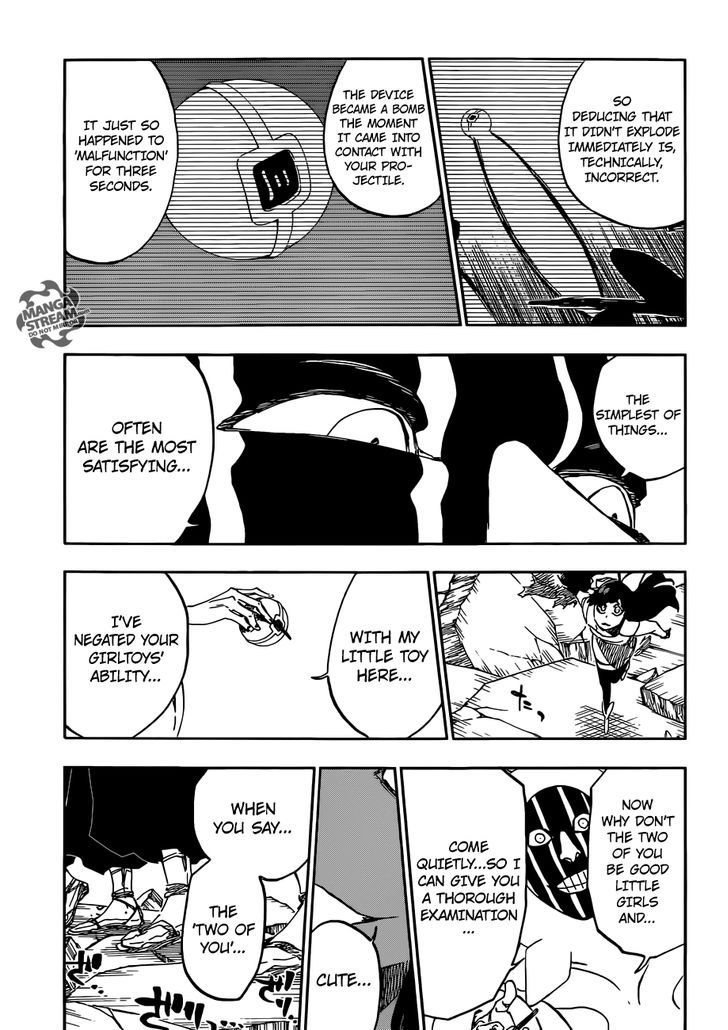 SO
DEDUCING THAT
IT DIDN'T EXPLODE
IMMEDIATELY IS,
TECHNICALLY,
INCORRECT.
THE DEVICE
BECAME A BOMB
THE MOMENT
IT CAME INTO
CONTACT WITH
YOUR PRO-
JECTILE.
IT JUST SO
HAPPENED TO
'MALFUNCTION'
FOR THREE
SECONDS.
MANGA
STREAM
THE
SIMPLEST OF
THINGS...
OFTEN
ARE THE MOST
SATISFYING...
たっ
WITH MY
LITTLE TOY
HERE...
I'VE
NEGATED YOUR
GIRLTOYS'
ABILITY...
NOW
WHY DON'T
THE TWO
OF YOU
BE GOOD
LITTLE
GIRLS
AND...
COME
QUIETLY...SO I
CAN GIVE YOU
A THOROUGH
EXAMINATION
...
CUTE...
WHEN
YOU SAY...
THE
'TWO OF
YOU'...